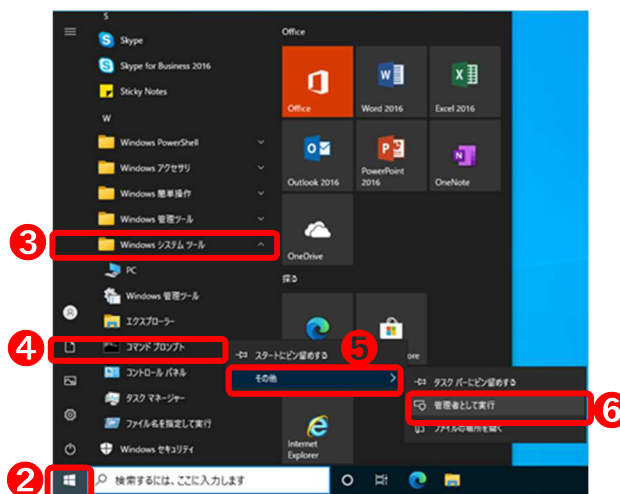 S
Skype
Skype for Business 2016
Sticky Notes
W
Windows PowerShell
Windows アクセサリ
Windows 簡単操作
Windows 管理ツール
❸
Windows システム ツール
PC
Windows 管理ツール
エクスプローラー
❹
コマンド プロンプト
コントロール パネル
タスク マネージャー
ファイル名を指定して実行
Windows セキュリティ
Office
Office
Word 2016
Excel 2016
Outlook 2016
PowerPoint
2016
OneNote
OneDrive
探る
ore
Internet
Explorer
スタートにピン留めする
❺
その他
タスク バーにピン留めする
管理者として実行
❻
ファイルの場所を開く
❷
検索するには、ここに入力します